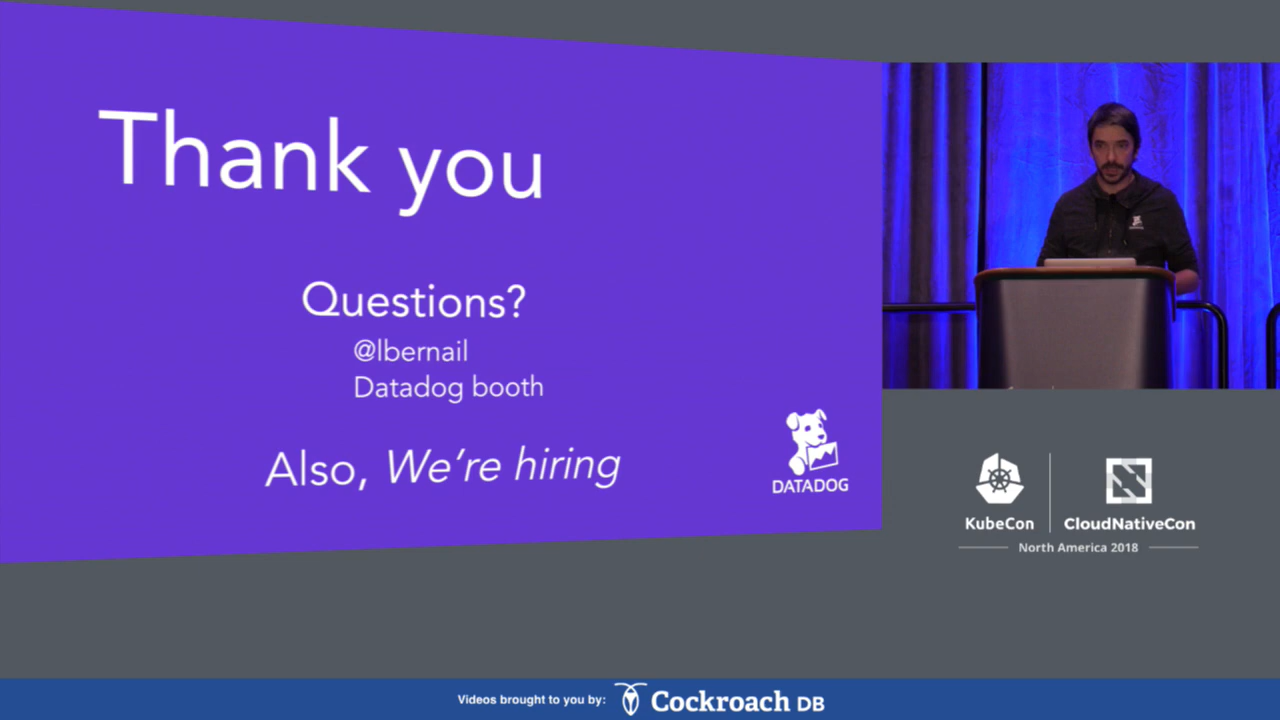 Thank you
Questions?
@lbernail
Datadog booth
Also, We're hiring
DATADOG
KubeCon
CloudNativeCon
North America 2018
Videos brought to you by:
Cockroach DB